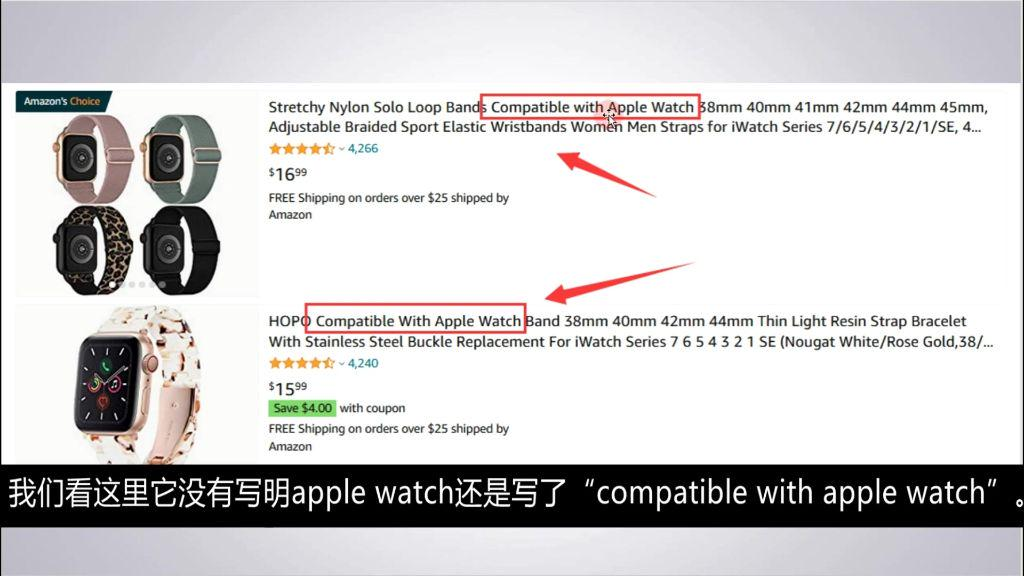 Amazon's Choice
Stretchy Nylon Solo Loop Bands Compatible with Apple Watch 38mm 40mm 41mm 42mm 44mm 45mm,
Adjustable Braided Sport Elastic Wristbands Women Men Straps for iWatch Series 7/6/5/4/3/2/1/SE, 4...
4,266
$16.99
FREE Shipping on orders over $25 shipped by
Amazon
HOPO Compatible With Apple Watch Band 38mm 40mm 42mm 44mm Thin Light Resin Strap Bracelet
With Stainless Steel Buckle Replacement For iWatch Series 7 6 5 4 3 2 1 SE (Nougat White/Rose Gold,38/...
4,240
$15.99
Save $4.00 with coupon
FREE Shipping on orders over $25 shipped by
Amazon
我们看这里它没有写明apple watch还是写了“compatible with apple watch”。